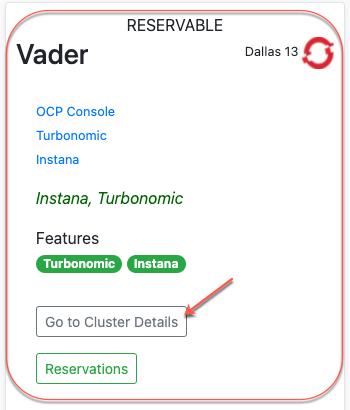 RESERVABLE
Vader
Dallas 13
OCP Console
Turbonomic
Instana
Instana, Turbonomic
Features
Turbonomic Instana
Go to Cluster Details
Reservations